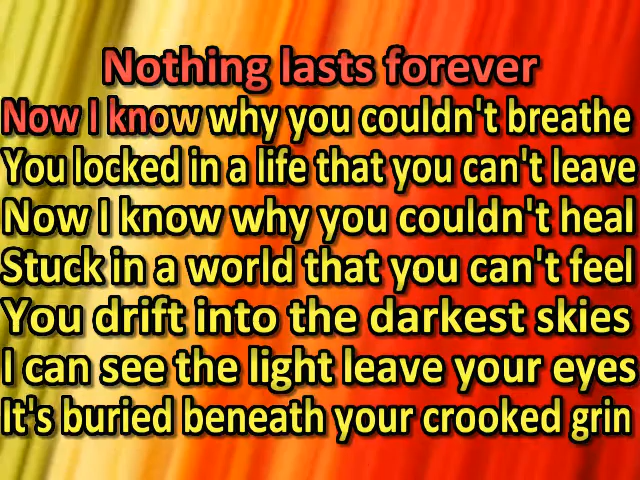 Nothing lasts forever
Now I know why you couldn't breathe
You locked in a life that you can't leave
Now I know why you couldn't heal
Stuck in a world that you can't feel
You drift into the darkest skies
I can see the light leave your eyes
It's buried beneath your crooked grin